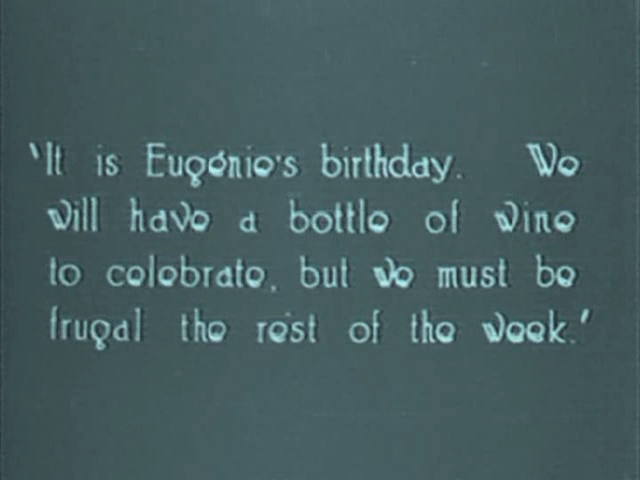 'It is Eugénie's birthday. We
will have a bottle of wine
to celebrate, but we must be
frugal the rest of the week.'